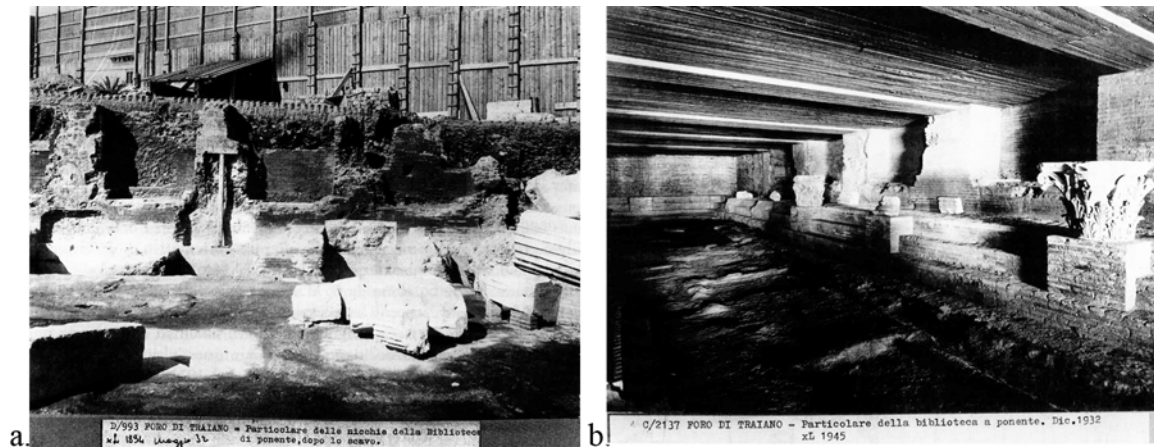 a.
D/993 FORO DI TRAIANO - Particolare delle nicchie della Biblioteca
xL 1834 Maggio 32 di ponente,dopo lo scavo.
b.
C/2137 FORO DI TRAIANO - Particolare della biblioteca a ponente. Dic.1932
xL 1945